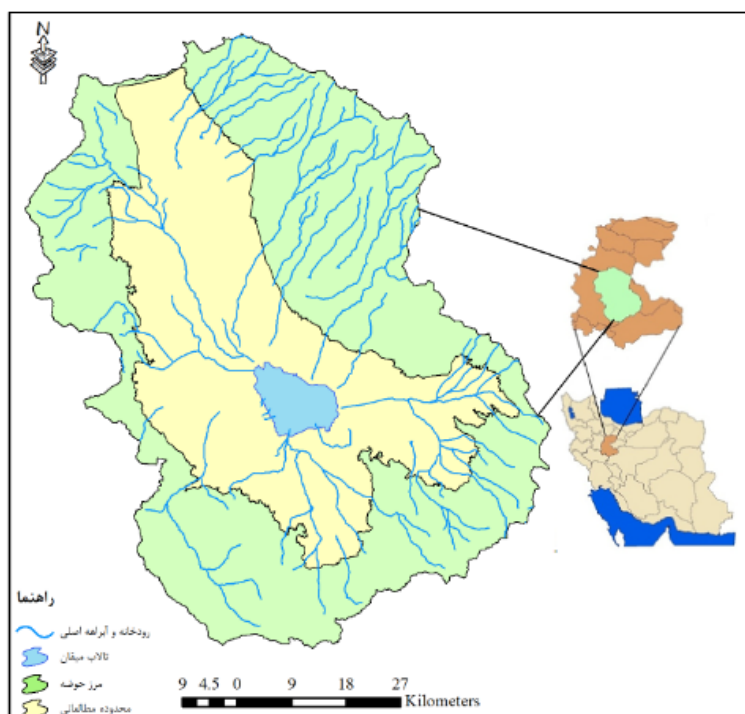 N
راهنما
رودخانه و آبراهه اصلی
تالاب میقان
مرز حوضه
محدوده مطالعاتی
9 4.5 0 9 18 27
Kilometers